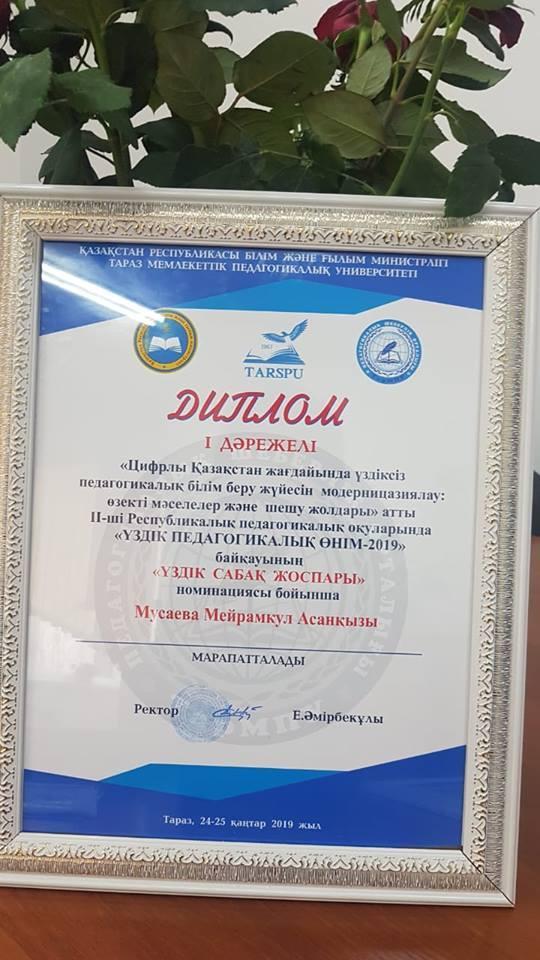 ҚАЗАҚСТАН РЕСПУБЛИКАСЫ БІЛІМ ЖӘНЕ ҒЫЛЫМ МИНИСТРЛІГІ
ТАРАЗ МЕМЛЕКЕТТІК ПЕДАГОГИКАЛЫҚ УНИВЕРСИТЕТІ
1967
TARSPU
ДИПЛОМ
І ДӘРЕЖЕЛІ
«Цифрлы Қазақстан жағдайында үздіксіз
педагогикалық білім беру жүйесін модерницазиялау:
өзекті мәселелер және шешу жолдары» атты
ІІ-ші Республикалық педагогикалық оқуларында
«ҮЗДІК ПЕДАГОГИКАЛЫҚ ӨНІМ-2019»
байқауының
«ҮЗДІК САБАҚ ЖОСПАРЫ»
номинациясы бойынша
Мусаева Мейрамкул Асанқызы
МАРАПАТТАЛАДЫ
Ректор Е.Әмірбекұлы
Тараз, 24-25 қаңтар 2019 жыл